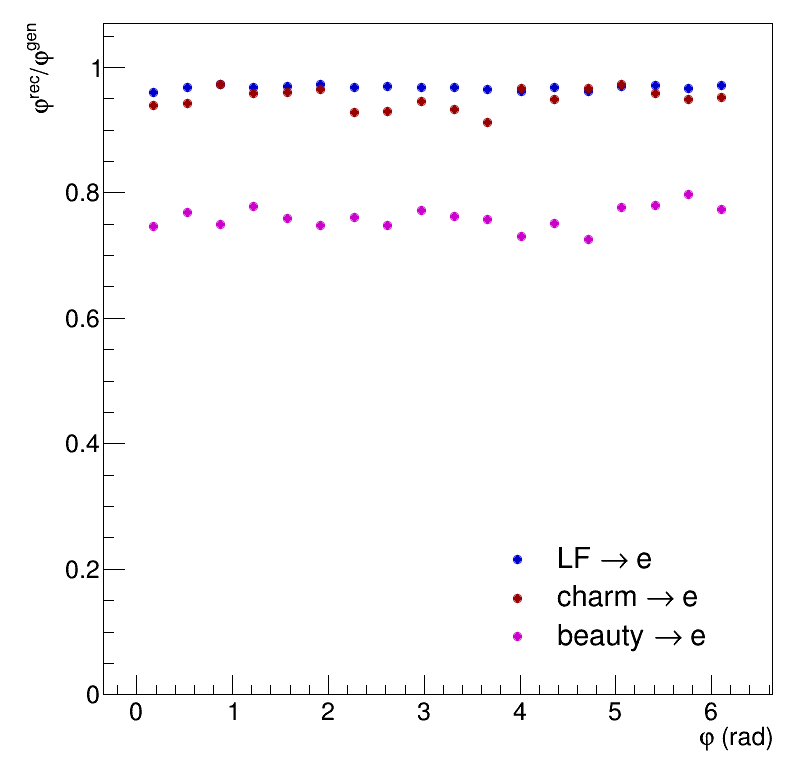 φ^rec/φ^gen
1
0.8
0.6
0.4
0.2
0
0 1 2 3 4 5 6
φ (rad)
LF → e
charm → e
beauty → e